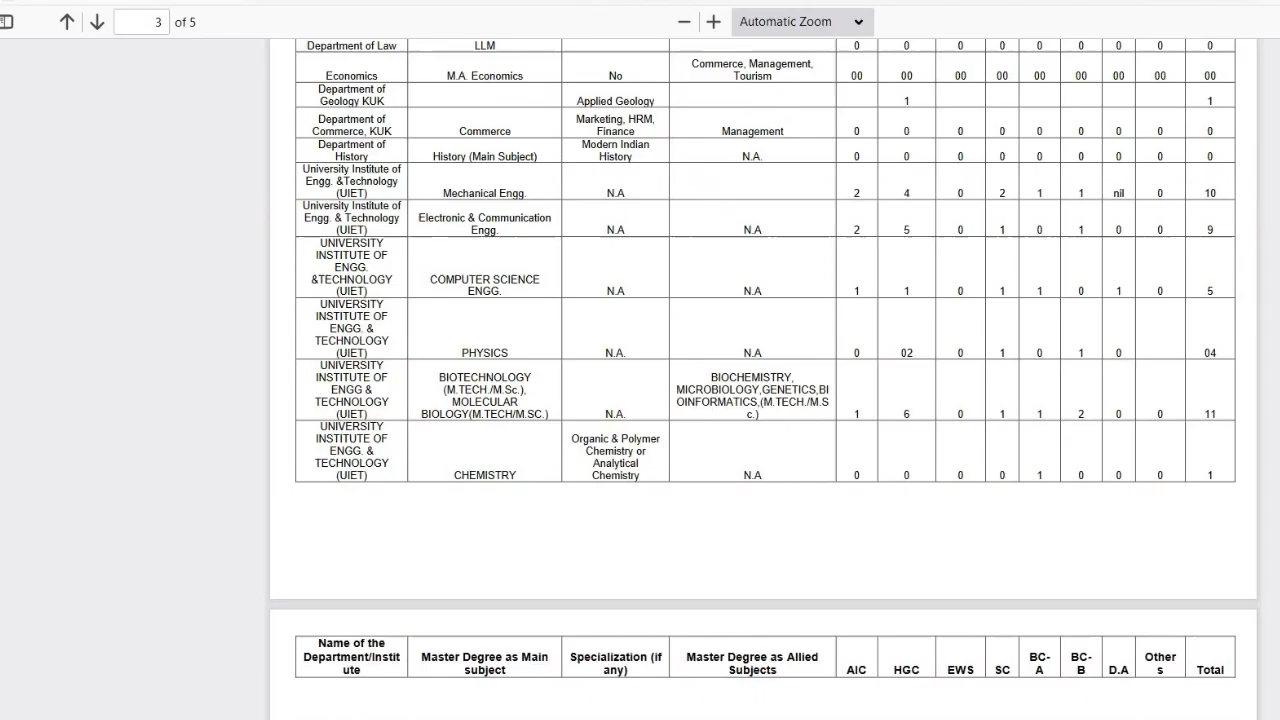 3 of 5
Automatic Zoom
Department of Law LLM 0 0 0 0 0 0 0 0 0
Economics M.A. Economics No Commerce, Management,
Tourism 00 00 00 00 00 00 00 00 00
Department of
Geology KUK Applied Geology 1 1
Department of
Commerce, KUK Commerce Marketing, HRM,
Finance Management 0 0 0 0 0 0 0 0 0
Department of
History History (Main Subject) Modern Indian
History N.A. 0 0 0 0 0 0 0 0 0
University Institute of
Engg. &Technology
(UIET) Mechanical Engg. N.A 2 4 0 2 1 1 nil 0 10
University Institute of
Engg. & Technology
(UIET) Electronic & Communication
Engg. N.A N.A 2 5 0 1 0 1 0 0 9
UNIVERSITY
INSTITUTE OF
ENGG.
&TECHNOLOGY
(UIET) COMPUTER SCIENCE
ENGG. N.A N.A 1 1 0 1 1 0 1 0 5
UNIVERSITY
INSTITUTE OF
ENGG. &
TECHNOLOGY
(UIET) PHYSICS N.A. N.A 0 02 0 1 0 1 0 04
UNIVERSITY
INSTITUTE OF
ENGG &
TECHNOLOGY
(UIET) BIOTECHNOLOGY
(M.TECH./M.Sc.),
MOLECULAR
BIOLOGY(M.TECH/M.SC.) N.A. BIOCHEMISTRY,
MICROBIOLOGY,GENETICS,BI
OINFORMATICS,(M.TECH./M.S
c.) 1 6 0 1 1 2 0 0 11
UNIVERSITY
INSTITUTE OF
ENGG. &
TECHNOLOGY
(UIET) CHEMISTRY Organic & Polymer
Chemistry or
Analytical
Chemistry N.A 0 0 0 0 1 0 0 0 1
Name of the
Department/Instit
ute Master Degree as Main
subject Specialization (if
any) Master Degree as Allied
Subjects AIC HGC EWS SC BC-
A BC-
B D.A Other
s Total